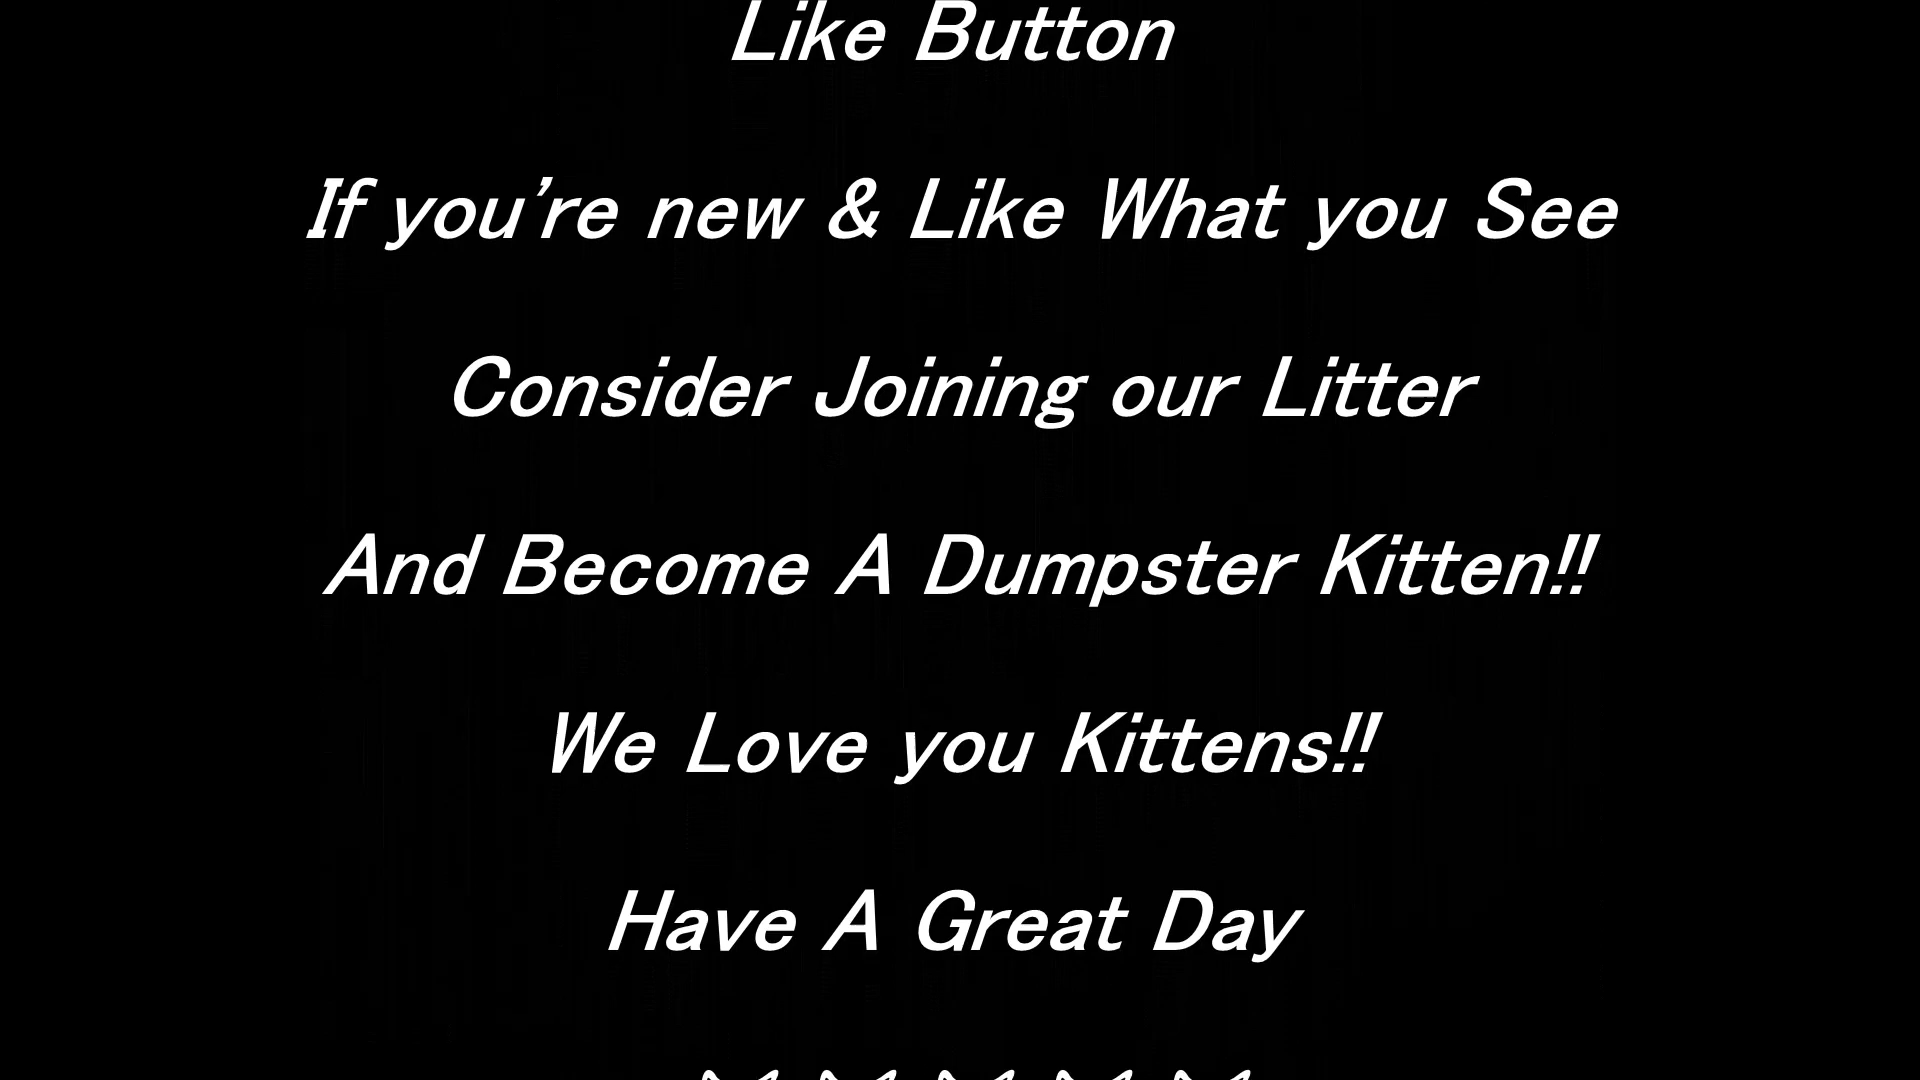 Like Button
If you're new & Like What you See
Consider Joining our Litter
And Become A Dumpster Kitten!!
We Love you Kittens!!
Have A Great Day